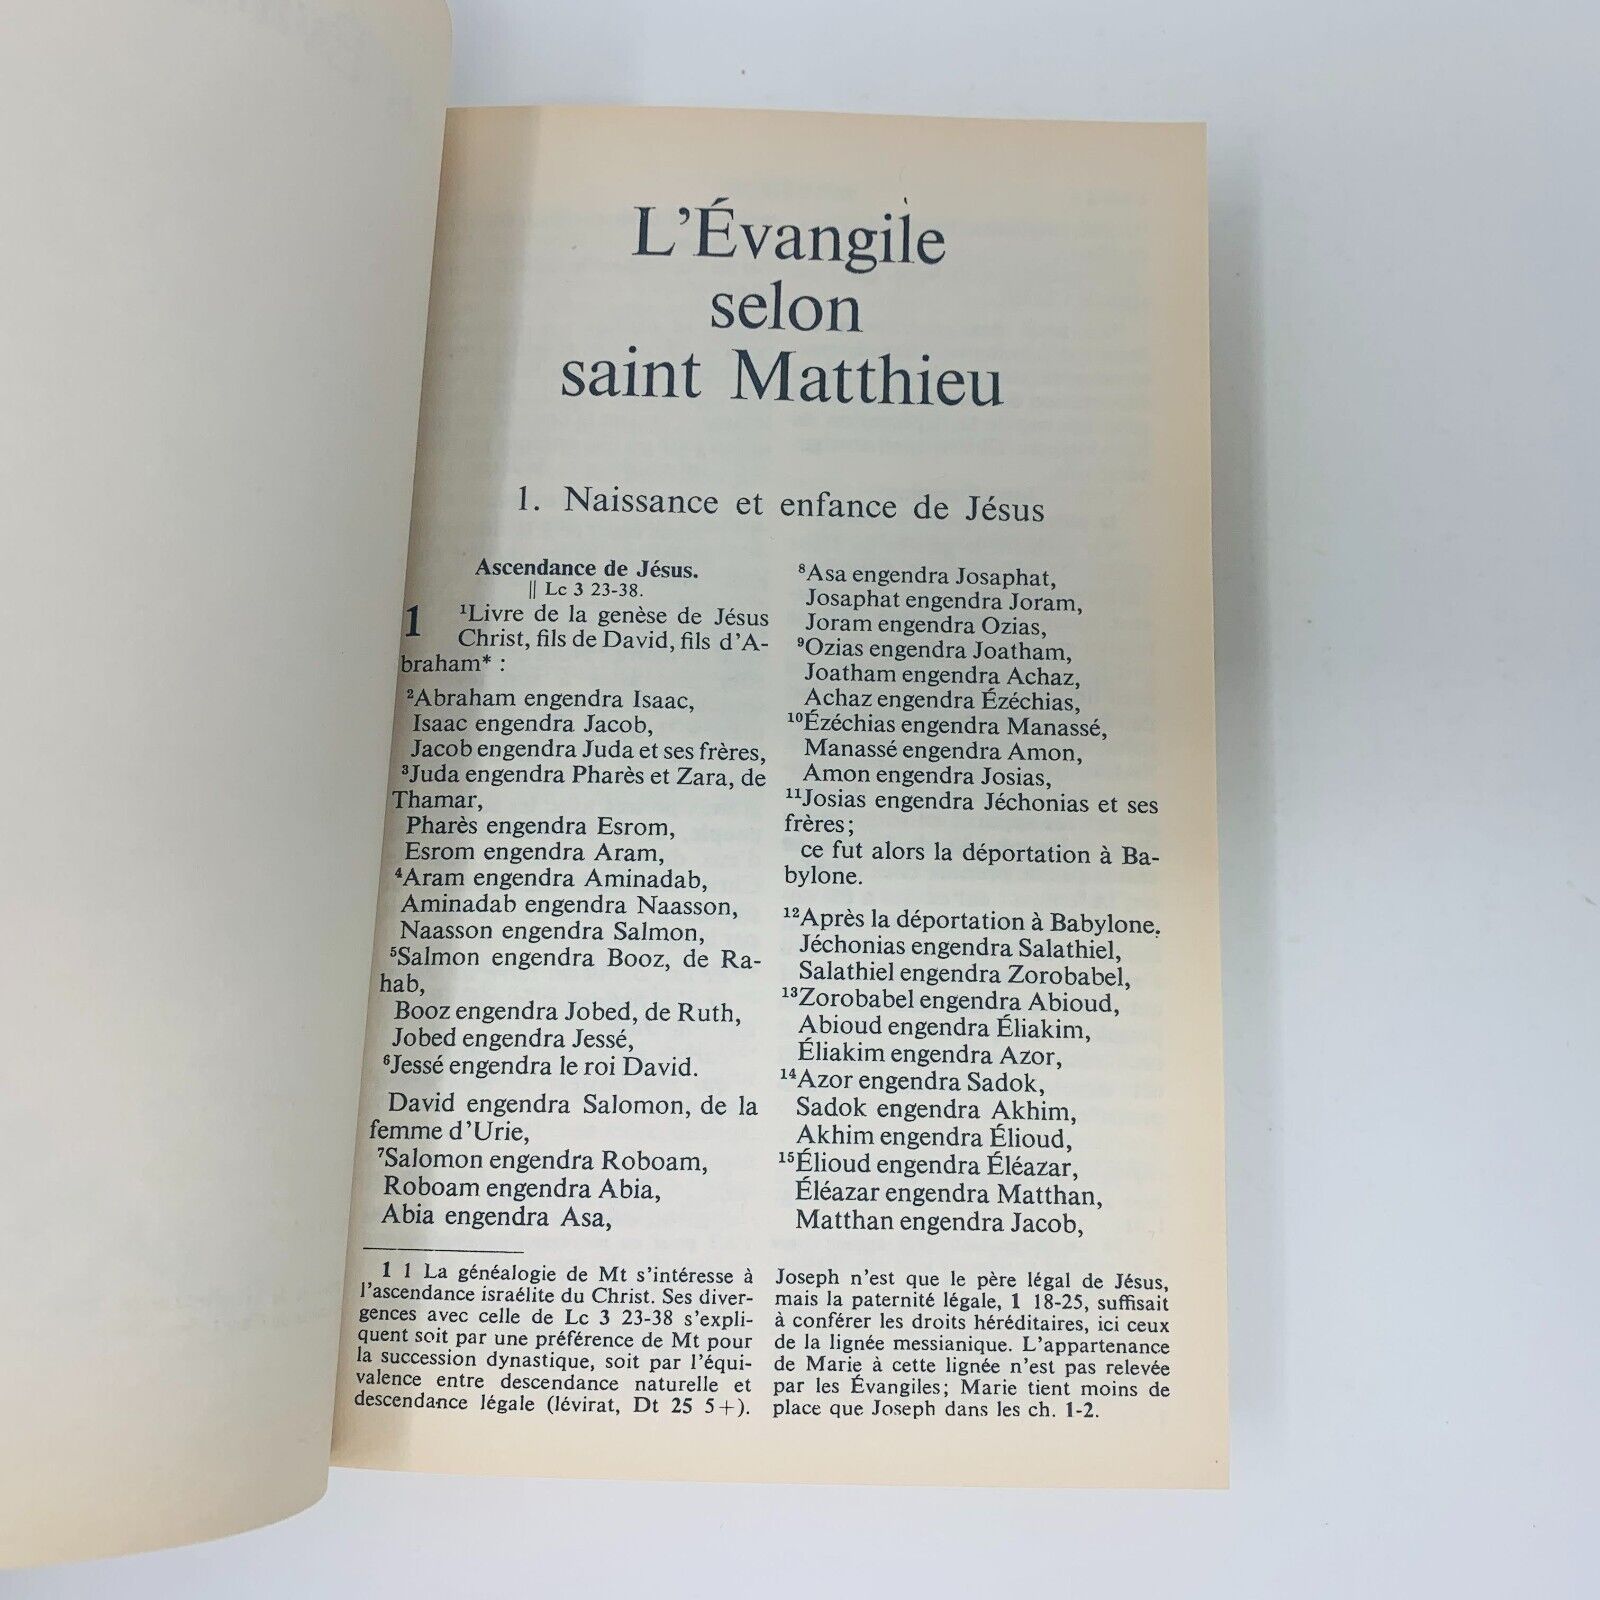 L'Évangile
selon
saint Matthieu
1. Naissance et enfance de Jésus
Ascendance de Jésus.
|| Lc 3 23-38.
1 ¹Livre de la genèse de Jésus
Christ, fils de David, fils d'A-
braham* :
²Abraham engendra Isaac,
Isaac engendra Jacob,
Jacob engendra Juda et ses frères,
³Juda engendra Pharès et Zara, de
Thamar,
Pharès engendra Esrom,
Esrom engendra Aram,
⁴Aram engendra Aminadab,
Aminadab engendra Naasson,
Naasson engendra Salmon,
⁵Salmon engendra Booz, de Ra-
hab,
Booz engendra Jobed, de Ruth,
Jobed engendra Jessé,
⁶Jessé engendra le roi David.
David engendra Salomon, de la
femme d'Urie,
⁷Salomon engendra Roboam,
Roboam engendra Abia,
Abia engendra Asa,
⁸Asa engendra Josaphat,
Josaphat engendra Joram,
Joram engendra Ozias,
⁹Ozias engendra Joatham,
Joatham engendra Achaz,
Achaz engendra Ézéchias,
¹⁰Ézéchias engendra Manassé,
Manassé engendra Amon,
Amon engendra Josias,
¹¹Josias engendra Jéchonias et ses
frères;
ce fut alors la déportation à Ba-
bylone.
¹²Après la déportation à Babylone,
Jéchonias engendra Salathiel,
Salathiel engendra Zorobabel,
¹³Zorobabel engendra Abioud,
Abioud engendra Éliakim,
Éliakim engendra Azor,
¹⁴Azor engendra Sadok,
Sadok engendra Akhim,
Akhim engendra Élioud,
¹⁵Élioud engendra Éléazar,
Éléazar engendra Matthan,
Matthan engendra Jacob,
1 1 La généalogie de Mt s'intéresse à
l'ascendance israélite du Christ. Ses diver-
gences avec celle de Lc 3 23-38 s'expli-
quent soit par une préférence de Mt pour
la succession dynastique, soit par l'équi-
valence entre descendance naturelle et
descendance légale (lévirat, Dt 25 5+).
Joseph n'est que le père légal de Jésus,
mais la paternité légale, 1 18-25, suffisait
à conférer les droits héréditaires, ici ceux
de la lignée messianique. L'appartenance
de Marie à cette lignée n'est pas relevée
par les Évangiles; Marie tient moins de
place que Joseph dans les ch. 1-2.